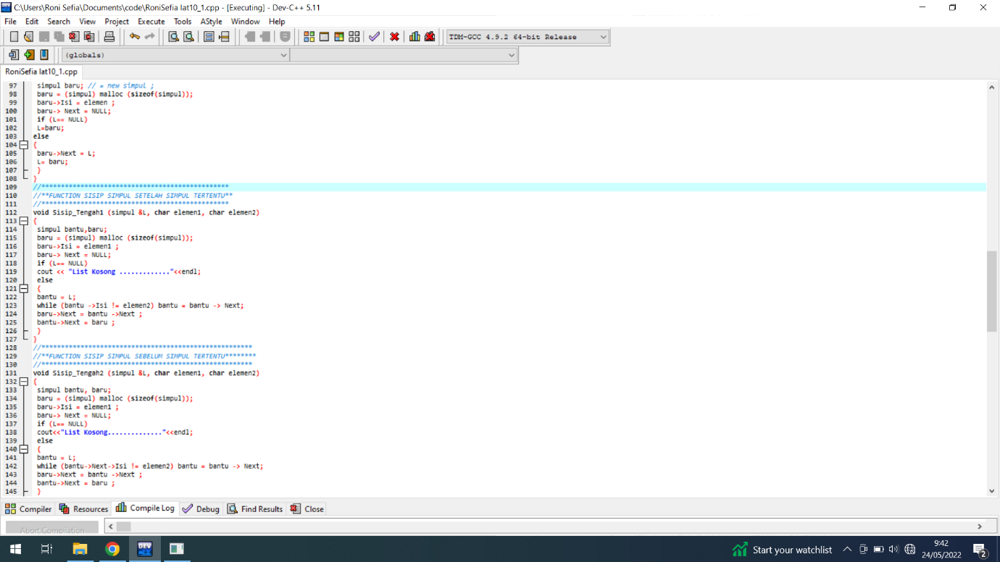 C:\Users\Roni Sefia\Documents\code\RoniSefia lat10_1.cpp - [Executing] - Dev-C++ 5.11
File Edit Search View Project Execute Tools AStyle Window Help
TDM-GCC 4.9.2 64-bit Release
(globals)
RoniSefia lat10_1.cpp
97 simpul baru; // = new simpul ;
98 baru = (simpul) malloc (sizeof(simpul));
99 baru->Isi = elemen ;
100 baru-> Next = NULL;
101 if (L== NULL)
102 L=baru;
103 else
104 {
105 baru->Next = L;
106 L= baru;
107 }
108 }
109 //************************************************
110 //**FUNCTION SISIP SIMPUL SETELAH SIMPUL TERTENTU**
111 //************************************************
112 void Sisip_Tengah1 (simpul &L, char elemen1, char elemen2)
113 {
114 simpul bantu,baru;
115 baru = (simpul) malloc (sizeof(simpul));
116 baru->Isi = elemen1 ;
117 baru-> Next = NULL;
118 if (L== NULL)
119 cout << "List Kosong ............."<<endl;
120 else
121 {
122 bantu = L;
123 while (bantu ->Isi != elemen2) bantu = bantu -> Next;
124 baru->Next = bantu ->Next ;
125 bantu->Next = baru ;
126 }
127 }
128 //******************************************************
129 //**FUNCTION SISIP SIMPUL SEBELUM SIMPUL TERTENTU********
130 //******************************************************
131 void Sisip_Tengah2 (simpul &L, char elemen1, char elemen2)
132 {
133 simpul bantu, baru;
134 baru = (simpul) malloc (sizeof(simpul));
135 baru->Isi = elemen1 ;
136 baru-> Next = NULL;
137 if (L== NULL)
138 cout<<"List Kosong.............."<<endl;
139 else
140 {
141 bantu = L;
142 while (bantu->Next->Isi != elemen2) bantu = bantu -> Next;
143 baru->Next = bantu ->Next ;
144 bantu->Next = baru ;
145 }
Compiler Resources Compile Log Debug Find Results Close
Abort Compilation
DEV Start your watchlist 9:42
24/05/2022 2